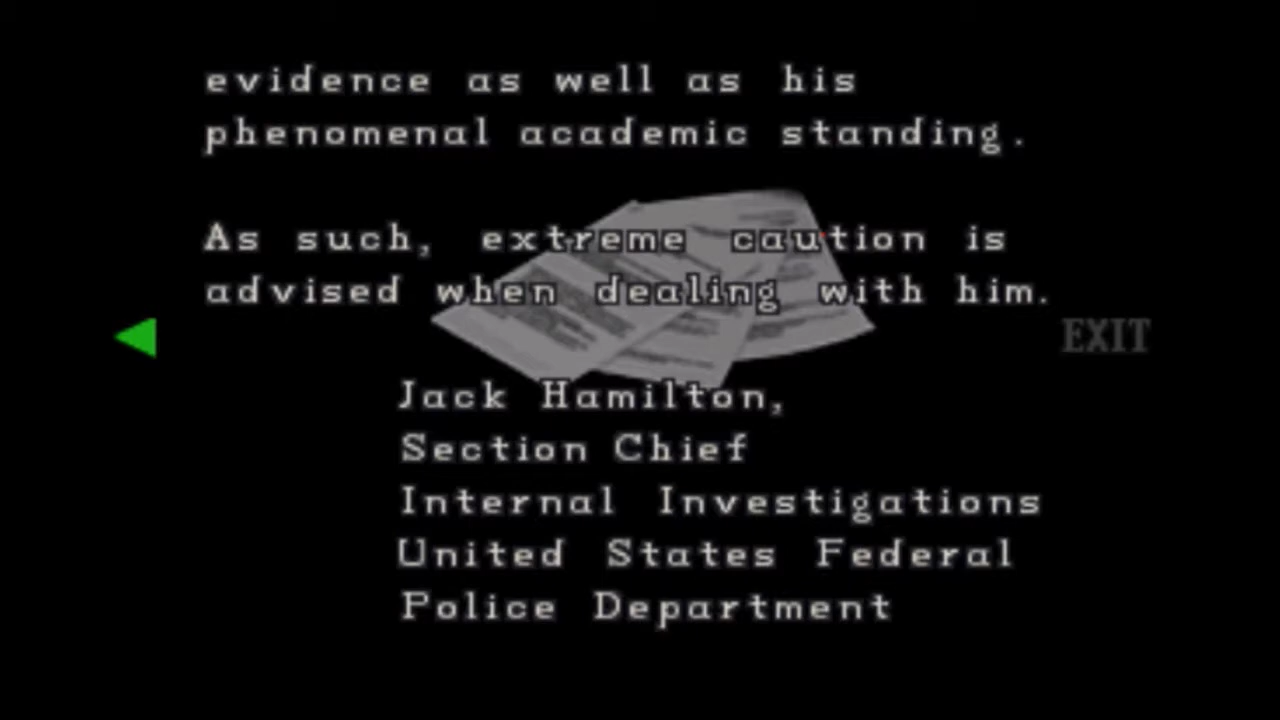 evidence as well as his
phenomenal academic standing.
As such, extreme caution is
advised when dealing with him.
EXIT
Jack Hamilton,
Section Chief
Internal Investigations
United States Federal
Police Department